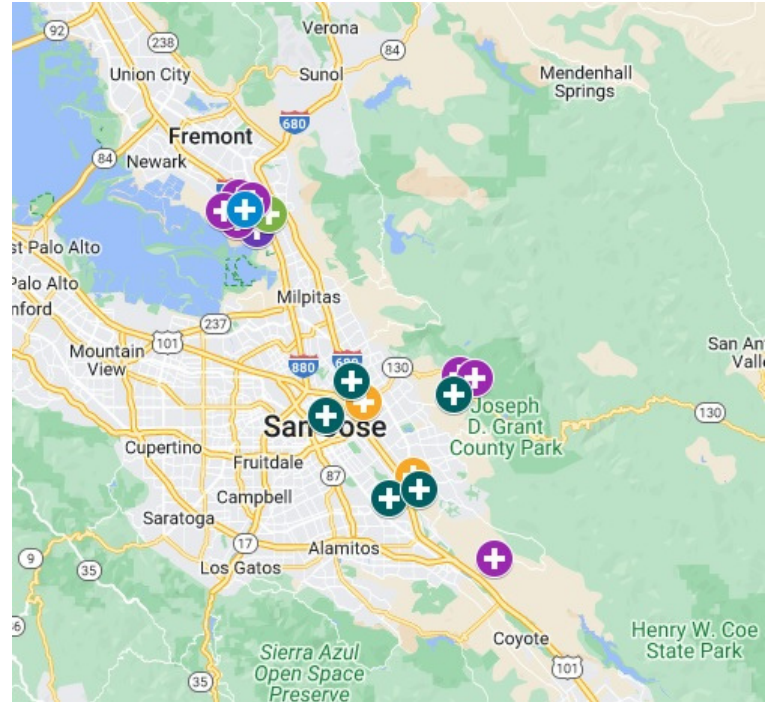 92
Verona
238
84
Union City
Sunol
Mendenhall
Springs
680
Fremont
84
Newark
st Palo Alto
Palo Alto
nford
Milpitas
237
101
Mountain
View
880
680
130
San An
Valle
Joseph
D. Grant
County Park
130
San Jose
Cupertino
Fruitdale
87
Campbell
Saratoga
17
Alamitos
9
35
Los Gatos
Coyote
Henry W. Coe
State Park
Sierra Azul
Open Space
Preserve
101
35